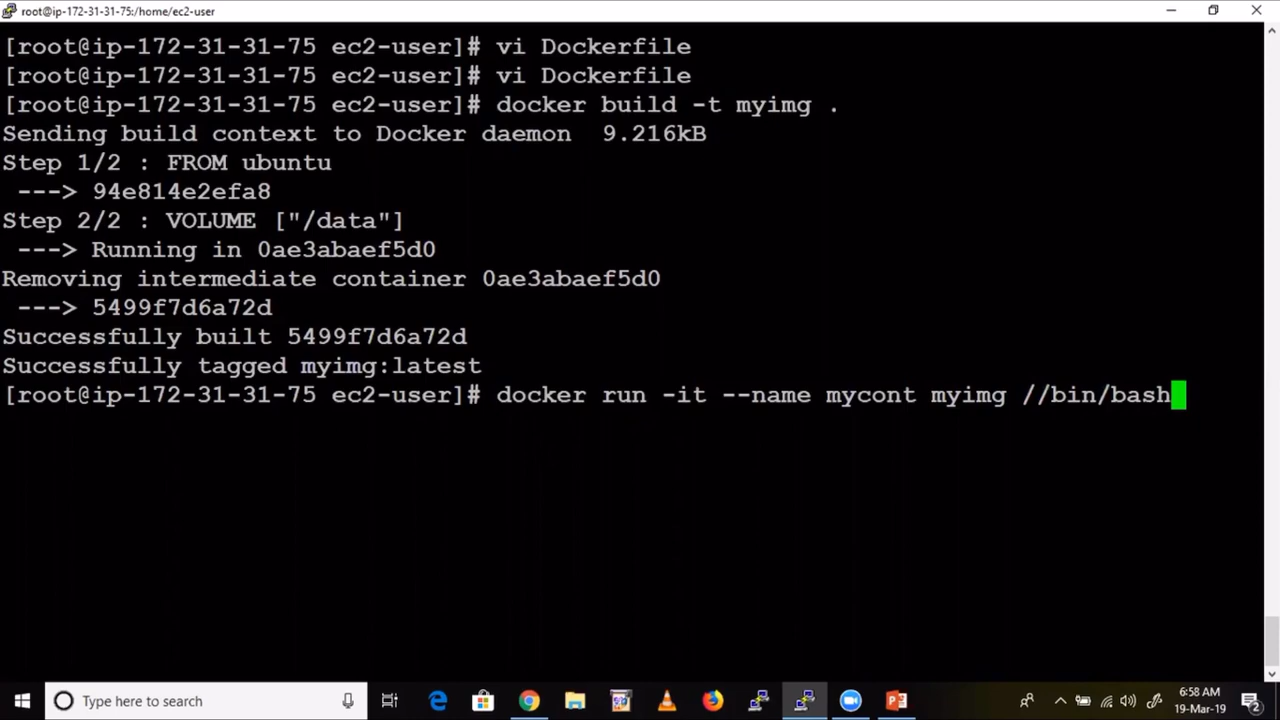 root@ip-172-31-31-75:/home/ec2-user
[root@ip-172-31-31-75 ec2-user]# vi Dockerfile
[root@ip-172-31-31-75 ec2-user]# vi Dockerfile
[root@ip-172-31-31-75 ec2-user]# docker build -t myimg .
Sending build context to Docker daemon  9.216kB
Step 1/2 : FROM ubuntu
 ---> 94e814e2efa8
Step 2/2 : VOLUME ["/data"]
 ---> Running in 0ae3abaef5d0
Removing intermediate container 0ae3abaef5d0
 ---> 5499f7d6a72d
Successfully built 5499f7d6a72d
Successfully tagged myimg:latest
[root@ip-172-31-31-75 ec2-user]# docker run -it --name mycont myimg //bin/bash
Type here to search
6:58 AM
19-Mar-19
2